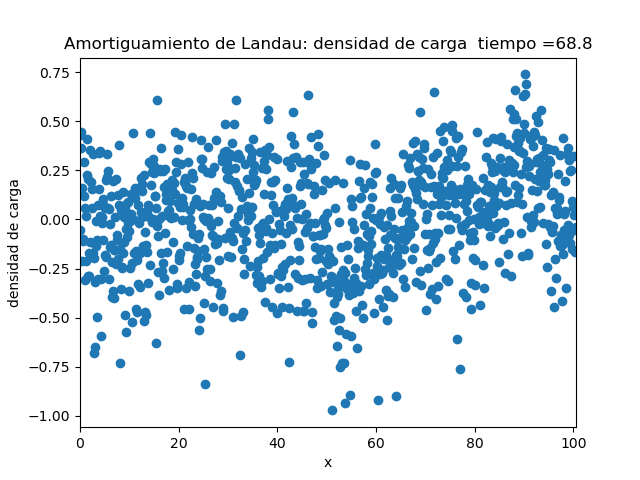 Amortiguamiento de Landau: densidad de carga  tiempo =68.8
0.75
0.50
0.25
0.00
−0.25
−0.50
−0.75
−1.00
densidad de carga
0 20 40 60 80 100
x